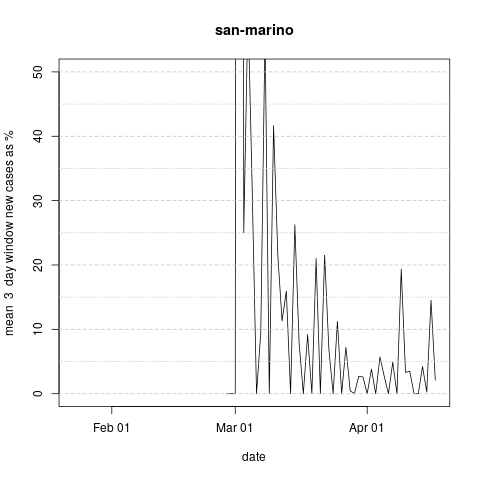 san-marino
mean 3 day window new cases as %
50
40
30
20
10
0
Feb 01
Mar 01
Apr 01
date